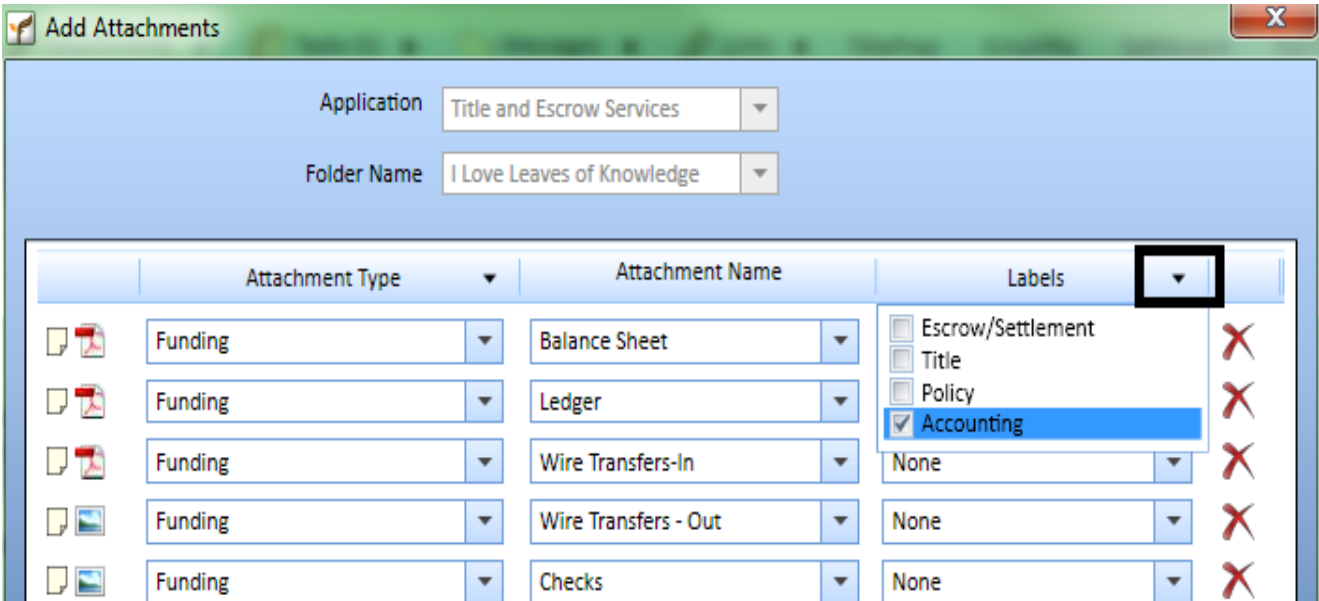 Add Attachments
X
Application Title and Escrow Services
Folder Name I Love Leaves of Knowledge
Attachment Type Attachment Name Labels
Funding Balance Sheet Escrow/Settlement
Title
Funding Ledger Policy
Accounting
Funding Wire Transfers-In None
Funding Wire Transfers - Out None
Funding Checks None